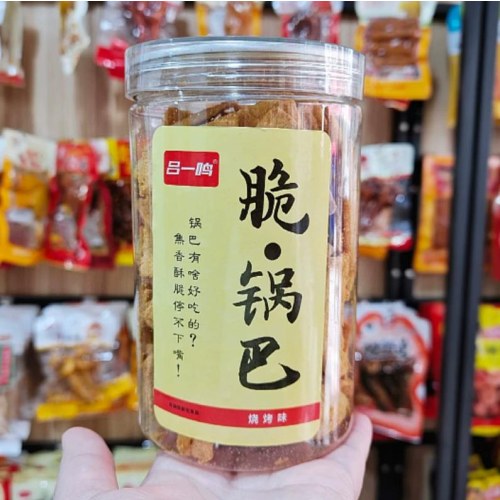 吕一鸣®
脆·锅巴
锅巴有啥好吃的？
焦香酥脆停不下嘴！
烧烤味